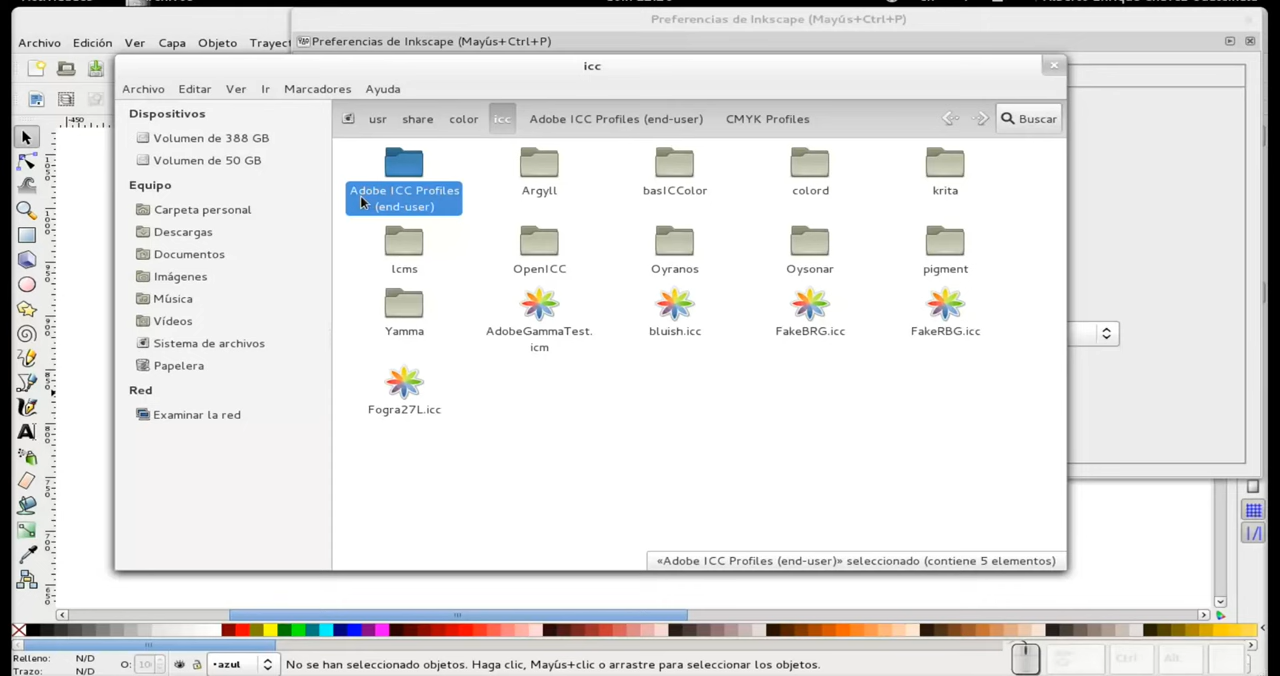 Preferencias de Inkscape (Mayús+Ctrl+P)
Archivo Edición Ver Capa Objeto Trayect
Preferencias de Inkscape (Mayús+Ctrl+P)
icc
Archivo Editar Ver Ir Marcadores Ayuda
Dispositivos
Volumen de 388 GB
Volumen de 50 GB
Equipo
Carpeta personal
Descargas
Documentos
Imágenes
Música
Vídeos
Sistema de archivos
Papelera
Red
Examinar la red
usr share color icc Adobe ICC Profiles (end-user) CMYK Profiles Buscar
Adobe ICC Profiles
(end-user)
Argyll
basICColor
colord
krita
lcms
OpenICC
Oyranos
Oysonar
pigment
Yamma
AdobeGammaTest.
icm
bluish.icc
FakeBRG.icc
FakeRBG.icc
Fogra27L.icc
«Adobe ICC Profiles (end-user)» seleccionado (contiene 5 elementos)
Relleno: N/D
Trazo: N/D
O: 10
•azul
No se han seleccionado objetos. Haga clic, Mayús+clic o arrastre para seleccionar los objetos.
Ctrl
Alt